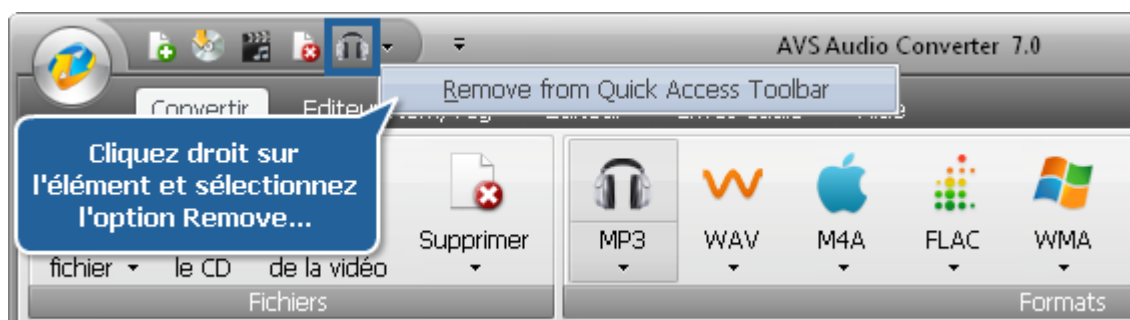 AVS Audio Converter 7.0
Remove from Quick Access Toolbar
Convertir
Cliquez droit sur
l'élément et sélectionnez
l'option Remove...
Supprimer
MP3 WAV M4A FLAC WMA
fichier le CD de la vidéo
Fichiers Formats